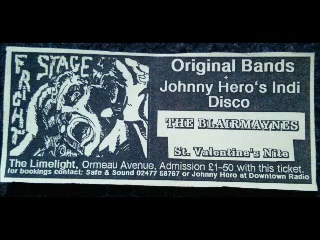 STAGE
FRIGHT
Original Bands
+
Johnny Hero's Indi
Disco
THE BLAIRMAYNES
St. Valentine's Nite
The Limelight, Ormeau Avenue, Admission £1-50 with this ticket.
for bookings contact: Safe & Sound 02477 58767 or Johnny Hero at Downtown Radio